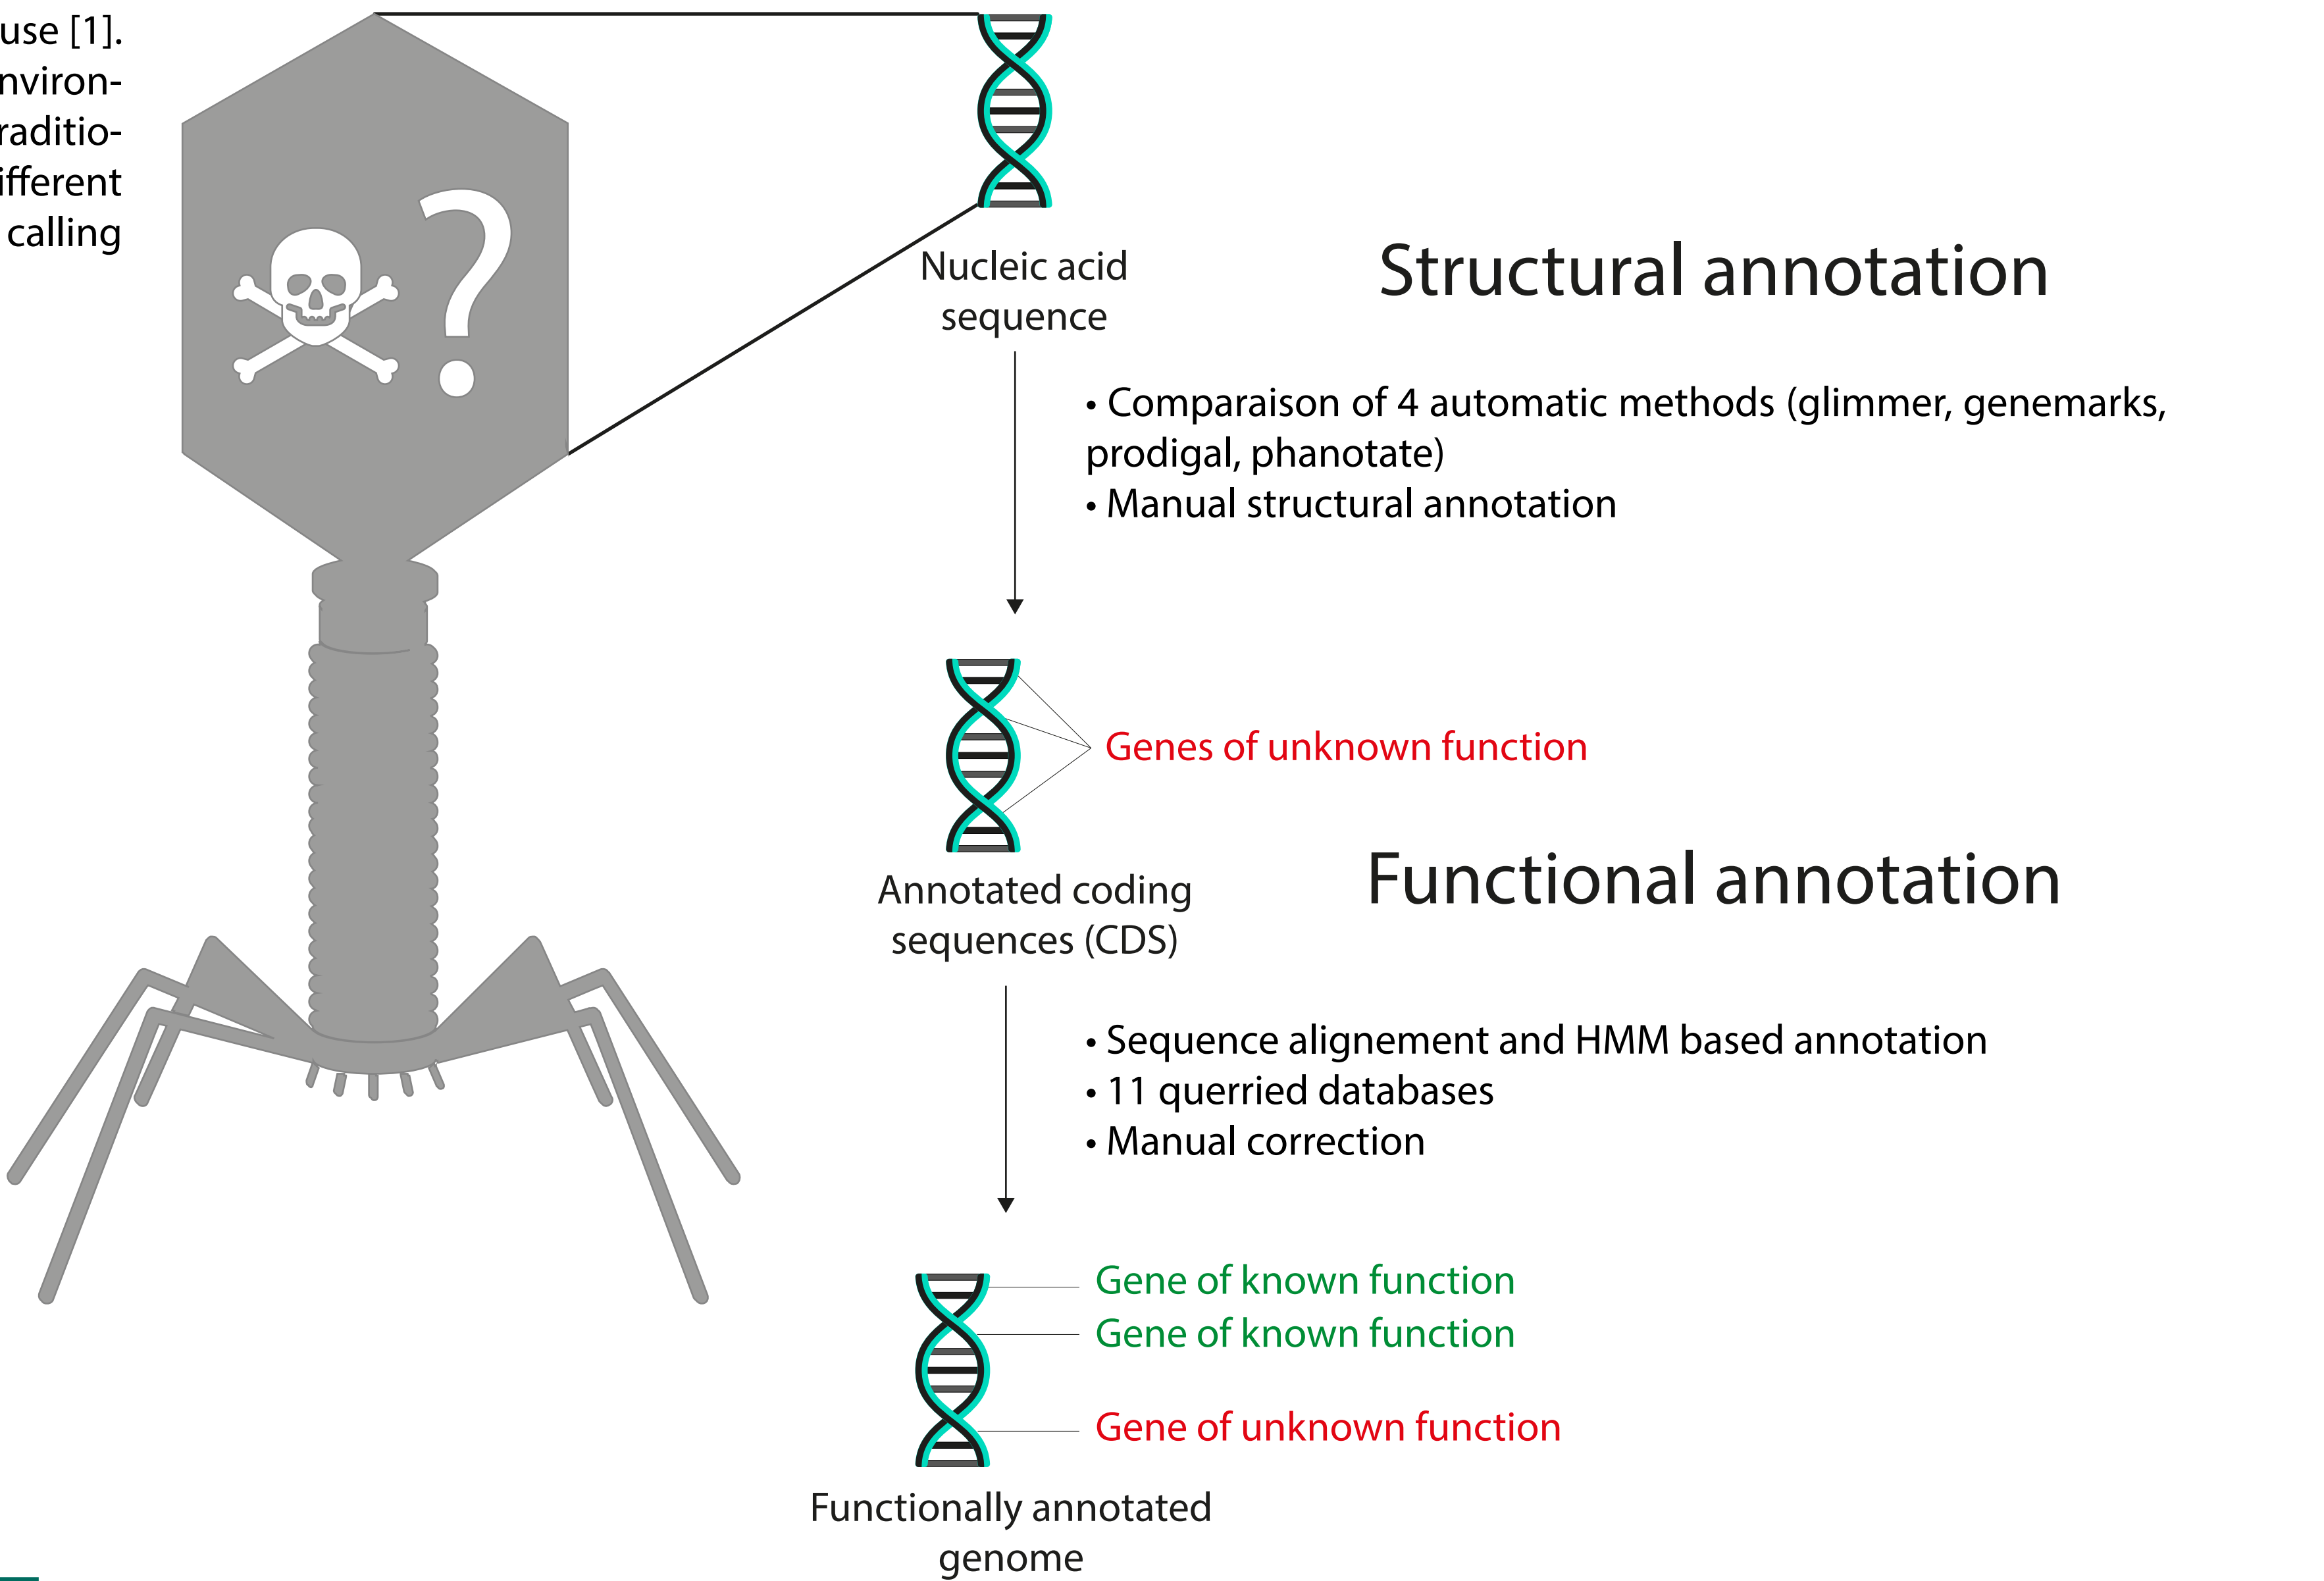 use [1].
nviron-
raditio-
ifferent
calling
Nucleic acid
sequence
Structural annotation
• Comparaison of 4 automatic methods (glimmer, genemarks,
prodigal, phanotate)
• Manual structural annotation
Genes of unknown function
Annotated coding
sequences (CDS)
Functional annotation
• Sequence alignement and HMM based annotation
• 11 querried databases
• Manual correction
Gene of known function
Gene of known function
Gene of unknown function
Functionally annotated
genome